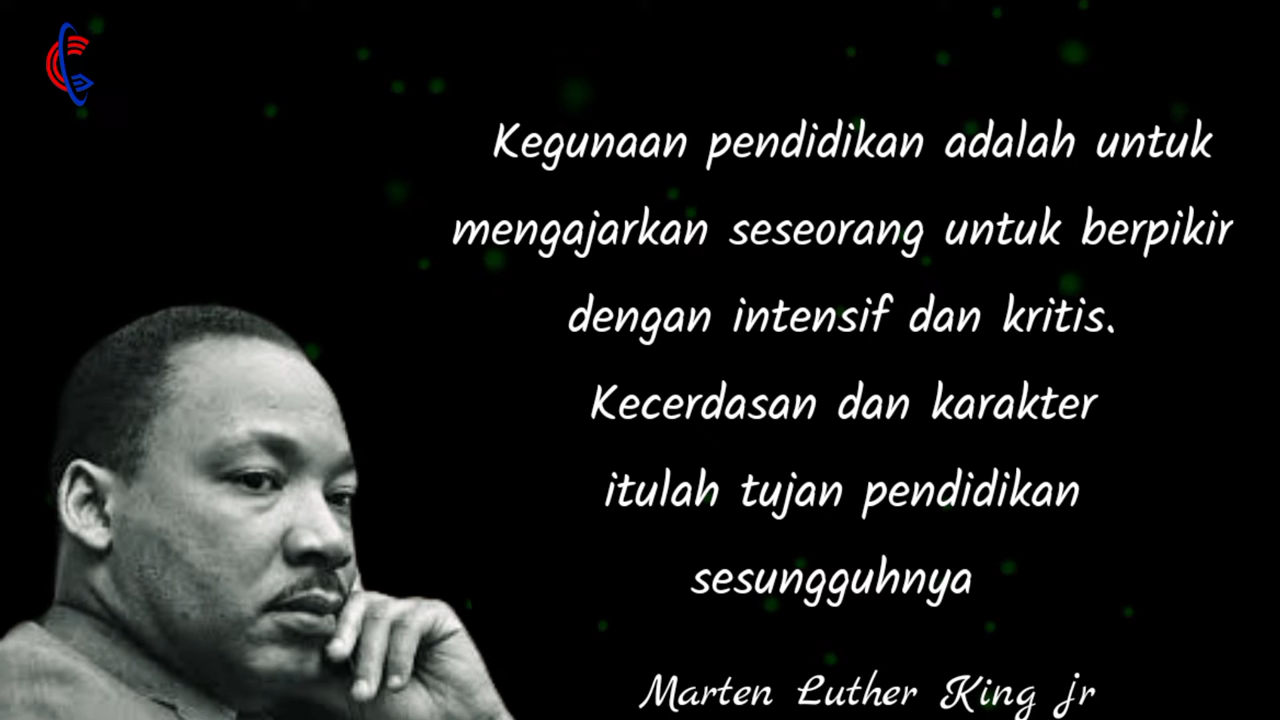 Kegunaan pendidikan adalah untuk
mengajarkan seseorang untuk berpikir
dengan intensif dan kritis.
Kecerdasan dan karakter
itulah tujan pendidikan
sesungguhnya
Marten Luther King jr